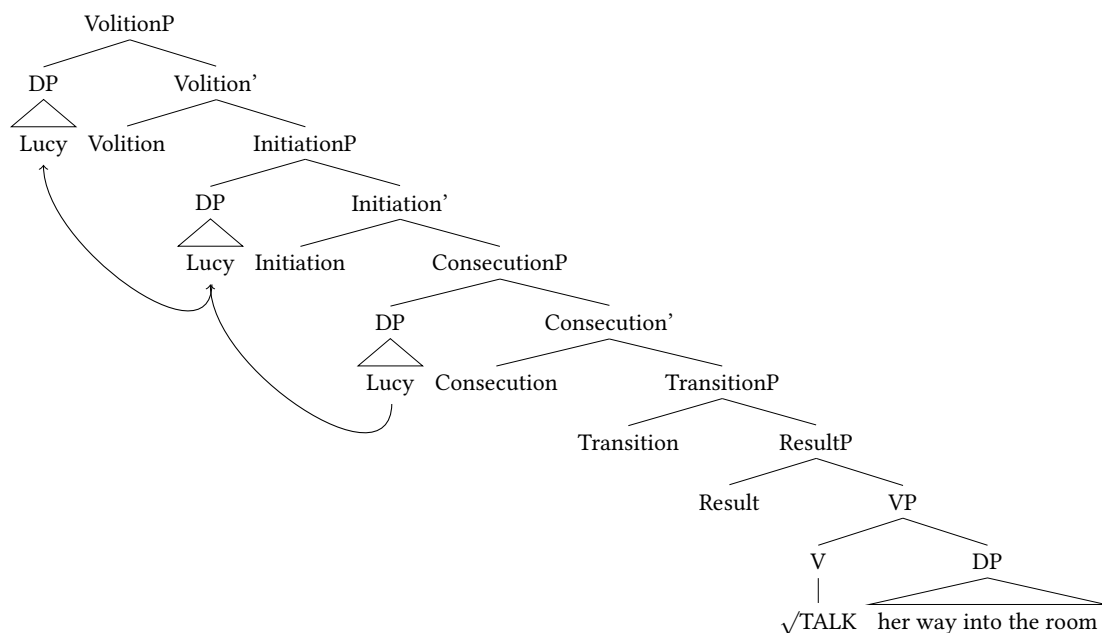 VolitionP
DP Volition’
Lucy Volition InitiationP
DP Initiation’
Lucy Initiation ConsecutionP
DP Consecution’
Lucy Consecution TransitionP
Transition ResultP
Result VP
V DP
√TALK her way into the room